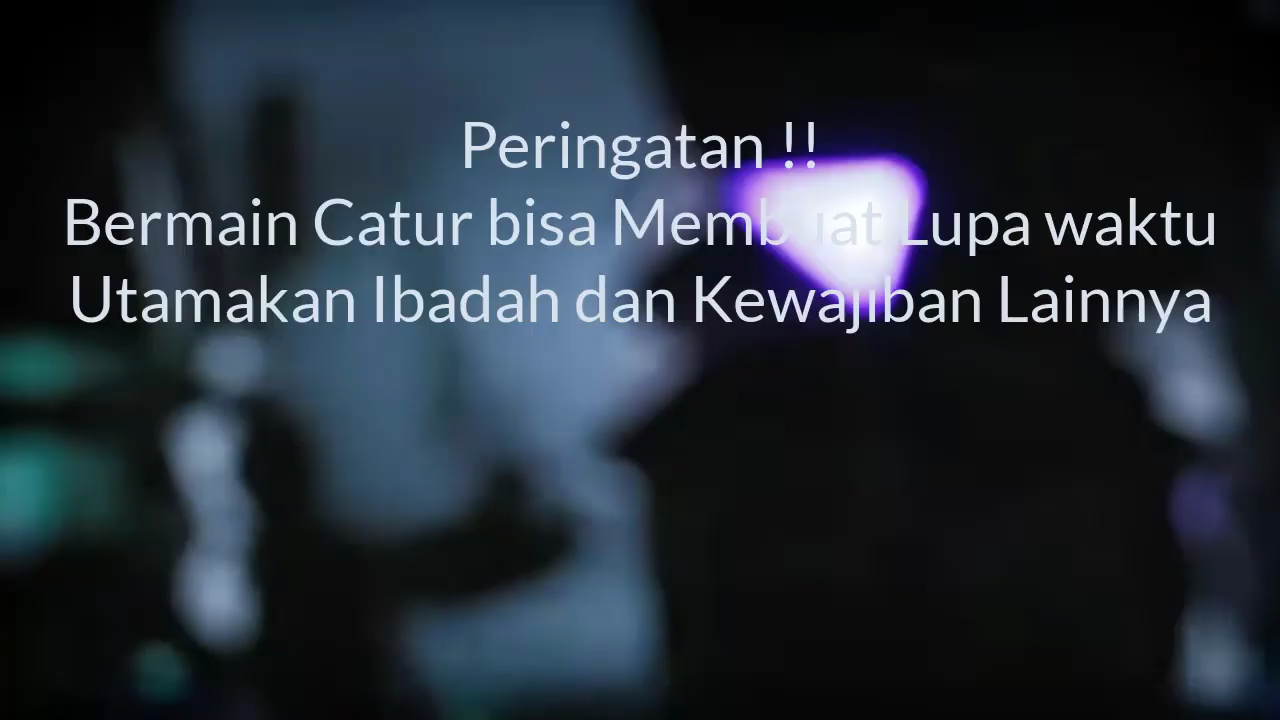 Peringatan !!
Bermain Catur bisa Membuat Lupa waktu
Utamakan Ibadah dan Kewajiban Lainnya